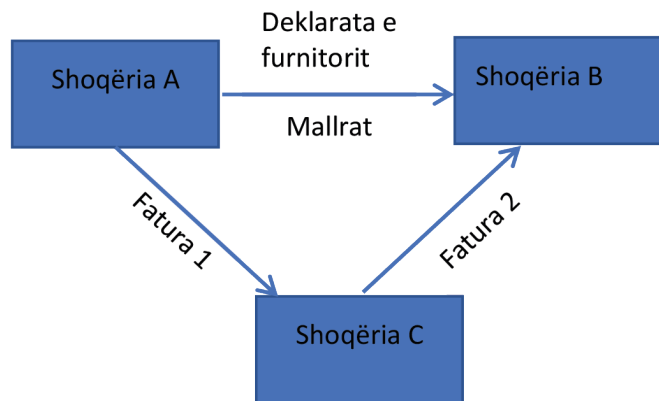 Deklarata e
furnitorit
Shoqëria A
Shoqëria B
Mallrat
Fatura 1
Fatura 2
Shoqëria C